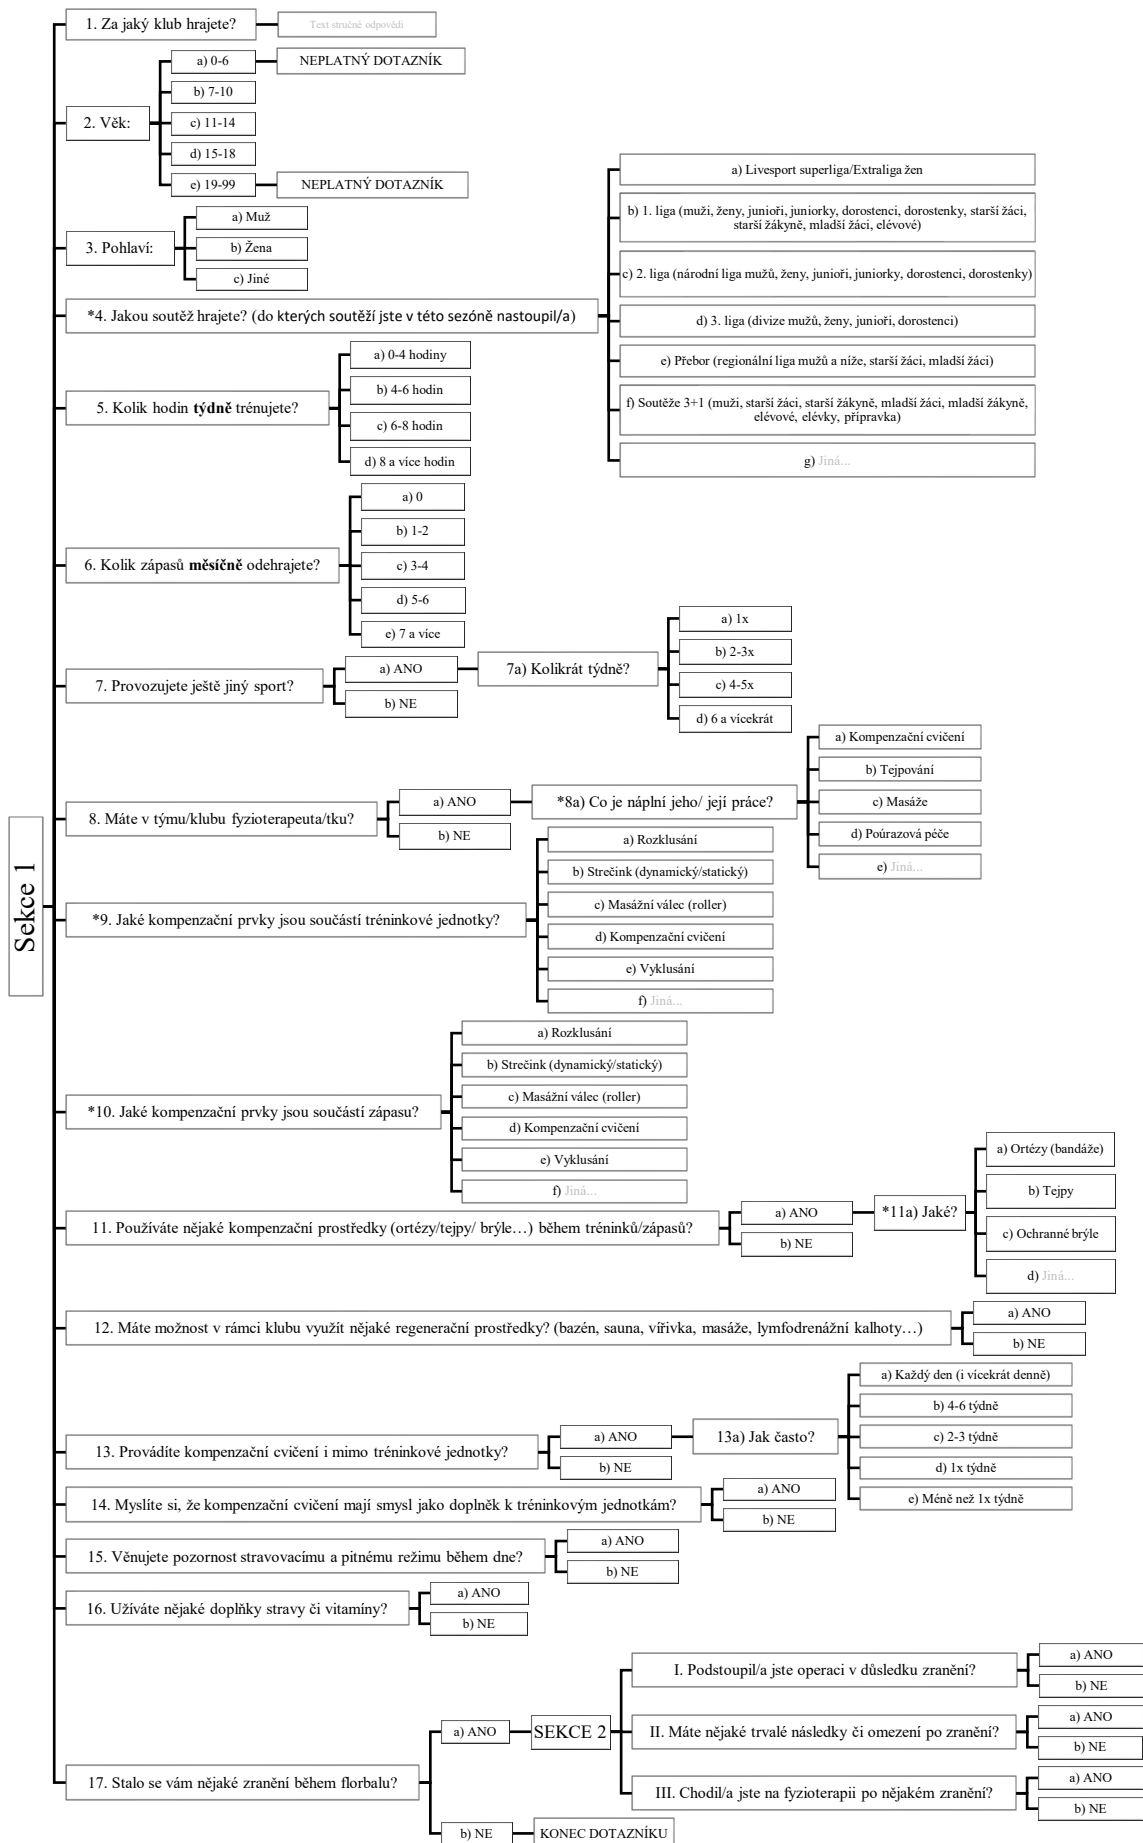 Sekce 1
1. Za jaký klub hrajete?
Text stručné odpovědi
2. Věk:
a) 0-6
NEPLATNÝ DOTAZNÍK
b) 7-10
c) 11-14
d) 15-18
e) 19-99
NEPLATNÝ DOTAZNÍK
3. Pohlaví:
a) Muž
b) Žena
c) Jiné
*4. Jakou soutěž hrajete? (do kterých soutěží jste v této sezóně nastoupil/a)
a) Livesport superliga/Extraliga žen
b) 1. liga (muži, ženy, junioři, juniorky, dorostenci, dorostenky, starší žáci,
starší žákyně, mladší žáci, elévové)
c) 2. liga (národní liga mužů, ženy, junioři, juniorky, dorostenci, dorostenky)
d) 3. liga (divize mužů, ženy, junioři, dorostenci)
e) Přebor (regionální liga mužů a níže, starší žáci, mladší žáci)
f) Soutěže 3+1 (muži, starší žáci, starší žákyně, mladší žáci, mladší žákyně,
elévové, elévky, přípravka)
g) Jiná...
5. Kolik hodin týdně trénujete?
a) 0-4 hodiny
b) 4-6 hodin
c) 6-8 hodin
d) 8 a více hodin
6. Kolik zápasů měsíčně odehrajete?
a) 0
b) 1-2
c) 3-4
d) 5-6
e) 7 a více
7. Provozujete ještě jiný sport?
a) ANO
b) NE
7a) Kolikrát týdně?
a) 1x
b) 2-3x
c) 4-5x
d) 6 a vícekrát
8. Máte v týmu/klubu fyzioterapeuta/tku?
a) ANO
b) NE
*8a) Co je náplní jeho/ její práce?
a) Kompenzační cvičení
b) Tejpování
c) Masáže
d) Poúrazová péče
e) Jiná...
*9. Jaké kompenzační prvky jsou součástí tréninkové jednotky?
a) Rozklusání
b) Strečink (dynamický/statický)
c) Masážní válec (roller)
d) Kompenzační cvičení
e) Vyklusání
f) Jiná...
*10. Jaké kompenzační prvky jsou součástí zápasu?
a) Rozklusání
b) Strečink (dynamický/statický)
c) Masážní válec (roller)
d) Kompenzační cvičení
e) Vyklusání
f) Jiná...
11. Používáte nějaké kompenzační prostředky (ortézy/tejpy/ brýle…) během tréninků/zápasů?
a) ANO
b) NE
*11a) Jaké?
a) Ortézy (bandáže)
b) Tejpy
c) Ochranné brýle
d) Jiná...
12. Máte možnost v rámci klubu využít nějaké regenerační prostředky? (bazén, sauna, vířivka, masáže, lymfodrenážní kalhoty…)
a) ANO
b) NE
13. Provádíte kompenzační cvičení i mimo tréninkové jednotky?
a) ANO
b) NE
13a) Jak často?
a) Každý den (i vícekrát denně)
b) 4-6 týdně
c) 2-3 týdně
d) 1x týdně
e) Méně než 1x týdně
14. Myslíte si, že kompenzační cvičení mají smysl jako doplněk k tréninkovým jednotkám?
a) ANO
b) NE
15. Věnujete pozornost stravovacímu a pitnému režimu během dne?
a) ANO
b) NE
16. Užíváte nějaké doplňky stravy či vitamíny?
a) ANO
b) NE
17. Stalo se vám nějaké zranění během florbalu?
a) ANO
SEKCE 2
I. Podstoupil/a jste operaci v důsledku zranění?
a) ANO
b) NE
II. Máte nějaké trvalé následky či omezení po zranění?
a) ANO
b) NE
III. Chodil/a jste na fyzioterapii po nějakém zranění?
a) ANO
b) NE
b) NE
KONEC DOTAZNÍKU